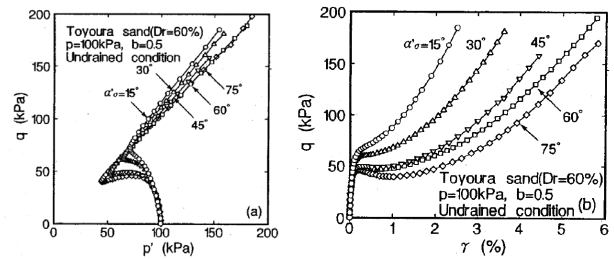 Toyoura sand(Dr=60%)
p=100kPa, b=0.5
Undrained condition
30°
α'σ=15°
75°
60°
45°
(a)
q (kPa)
200
150
100
50
0
0
50
100
150
200
p' (kPa)
α'σ=15°
30°
45°
60°
75°
Toyoura sand(Dr=60%)
p=100kPa, b=0.5
Undrained condition
(b)
q (kPa)
200
150
100
50
0
0
1
2
3
4
5
6
γ (%)